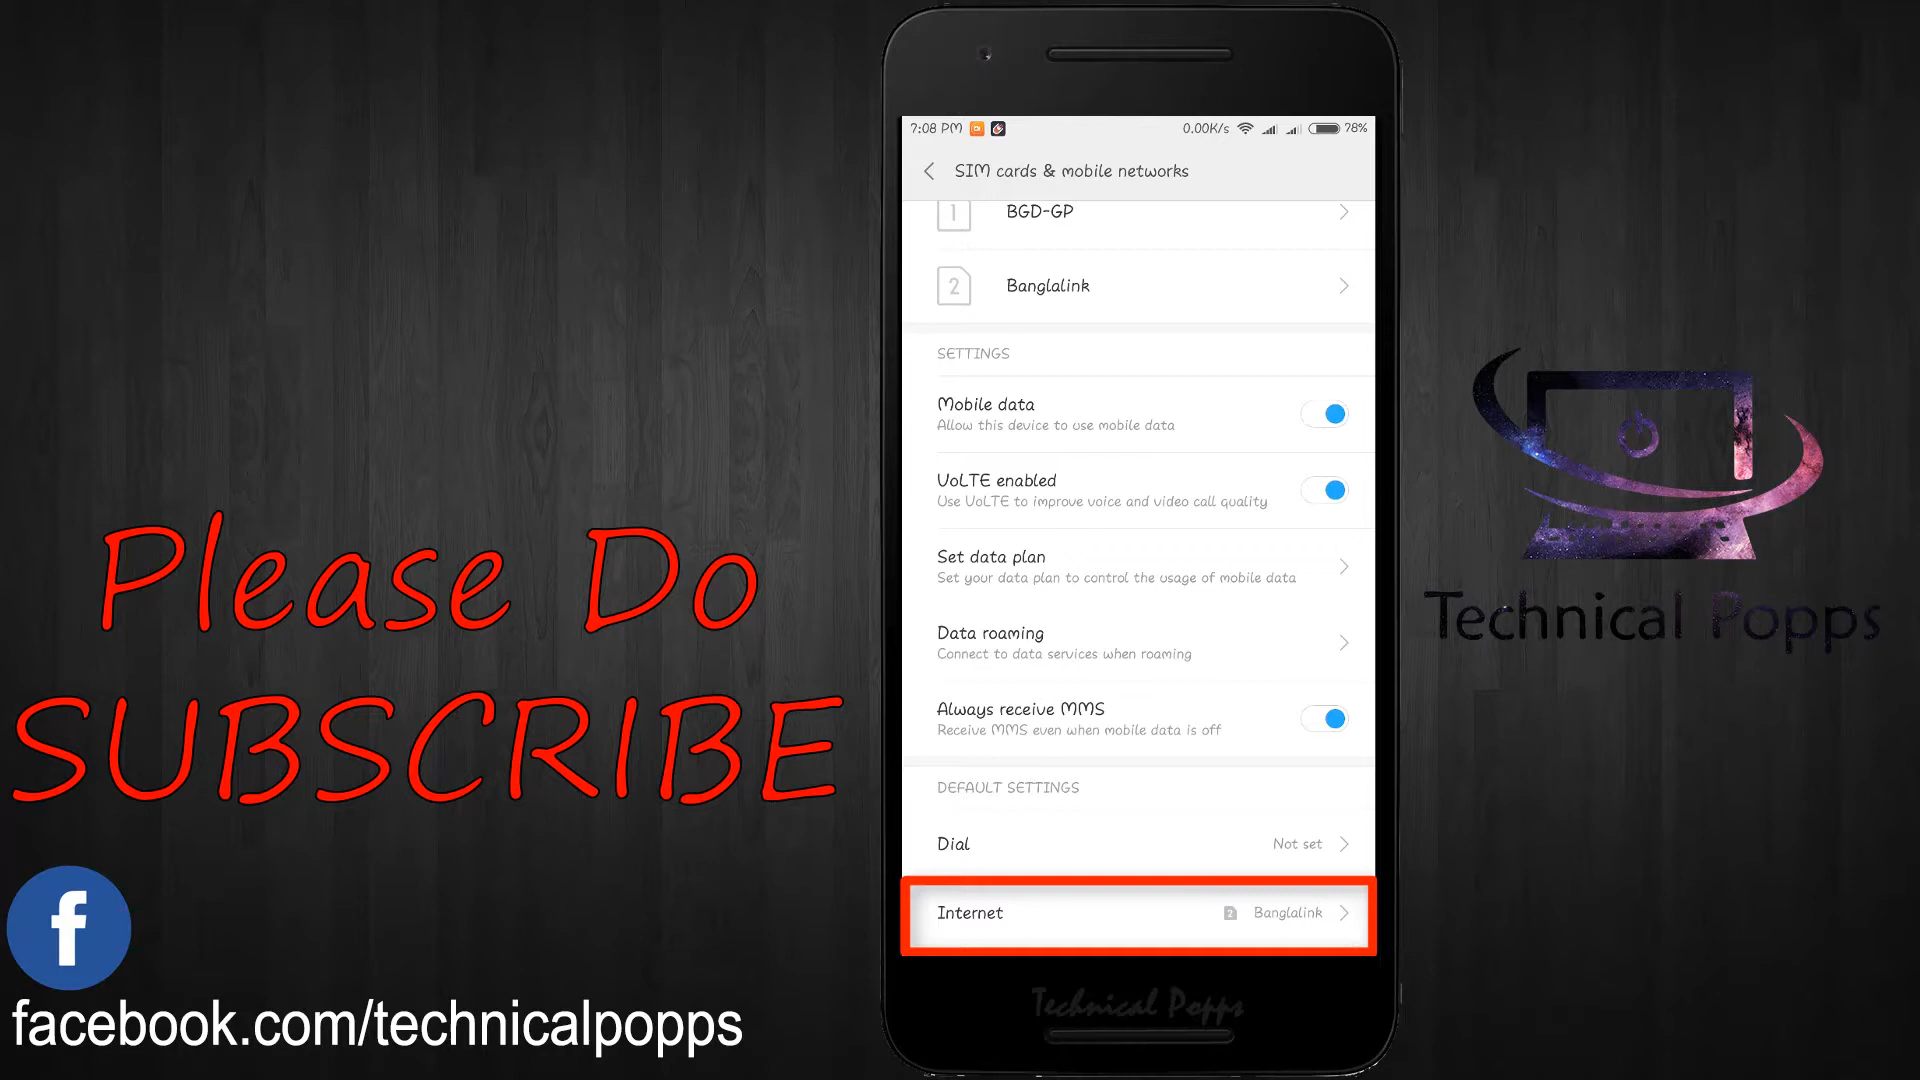 7:08 PM 0.00K/s 78%
SIM cards & mobile networks
1 BGD-GP
2 Banglalink
SETTINGS
Mobile data
Allow this device to use mobile data
VoLTE enabled
Use VoLTE to improve voice and video call quality
Set data plan
Set your data plan to control the usage of mobile data
Data roaming
Connect to data services when roaming
Always receive MMS
Receive MMS even when mobile data is off
DEFAULT SETTINGS
Dial Not set
Internet 2 Banglalink
Technical Popps
Please Do
SUBSCRIBE
f
facebook.com/technicalpopps
Technical Popps